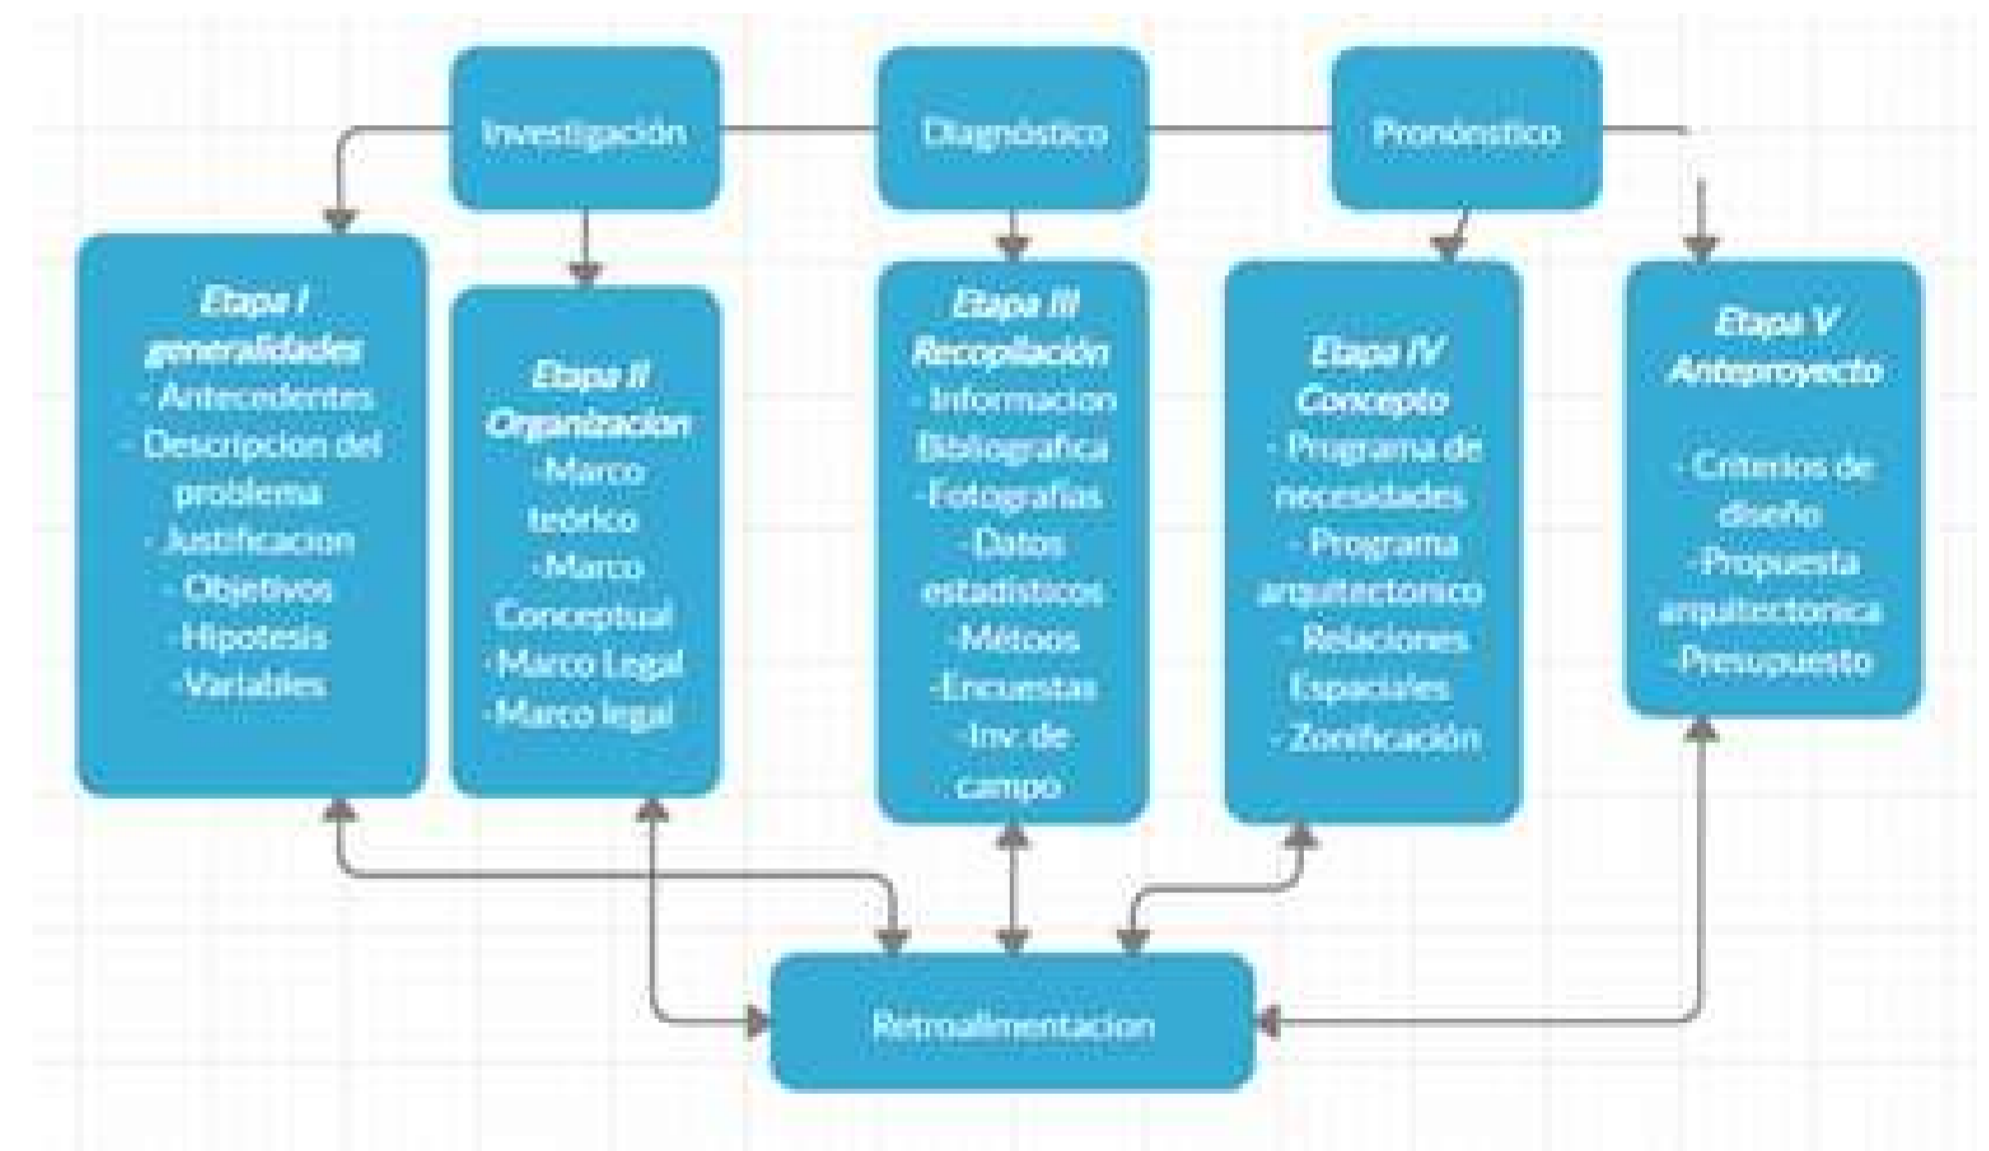 Investigación
Diagnóstico
Pronónstico
Etapa I
generalidades
- Antecedentes
- Descripcion del
problema
- Justificacion
- Objetivos
-Hipotesis
-Variables
Etapa II
Organizacion
-Marco
teórico
-Marco
Conceptual
-Marco Legal
-Marco legal
Etapa III
Recopilación
- Informacion
Bibliografica
-Fotografías
-Datos
estadísticos
-Métoos
-Encuestas
-Inv. de
campo
Etapa IV
Concepto
- Programa de
necesidades
- Programa
arquitectonico
- Relaciones
Espaciales
- Zonificación
Etapa V
Anteproyecto
- Criterios de
diseño
-Propuesta
arquitectonica
-Presupuesto
Retroalimentacion